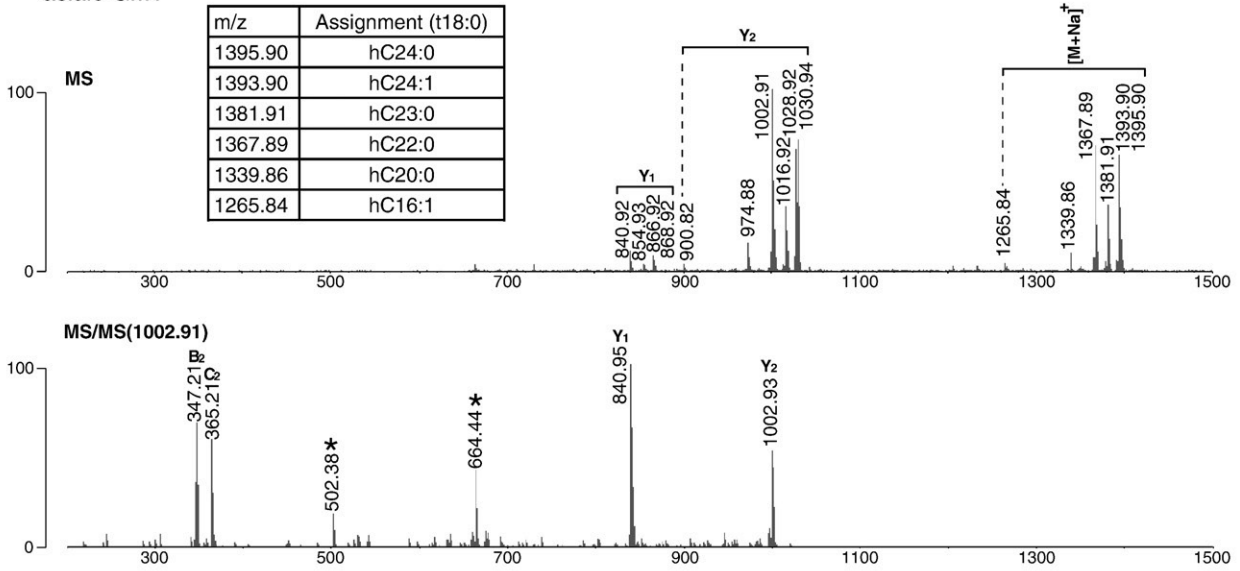 m/z Assignment (t18:0)
1395.90 hC24:0
1393.90 hC24:1
1381.91 hC23:0
1367.89 hC22:0
1339.86 hC20:0
1265.84 hC16:1
MS
100
0
Y1
840.92
854.93
866.92
868.92
Y2
900.82
974.88
1002.91
1016.92
1028.92
1030.94
[M+Na]+
1265.84
1339.86
1367.89
1381.91
1393.90
1395.90
300 500 700 900 1100 1300 1500
MS/MS(1002.91)
100
0
B2
347.21
C2
365.21
502.38*
664.44*
Y1
840.95
Y2
1002.93
300 500 700 900 1100 1300 1500